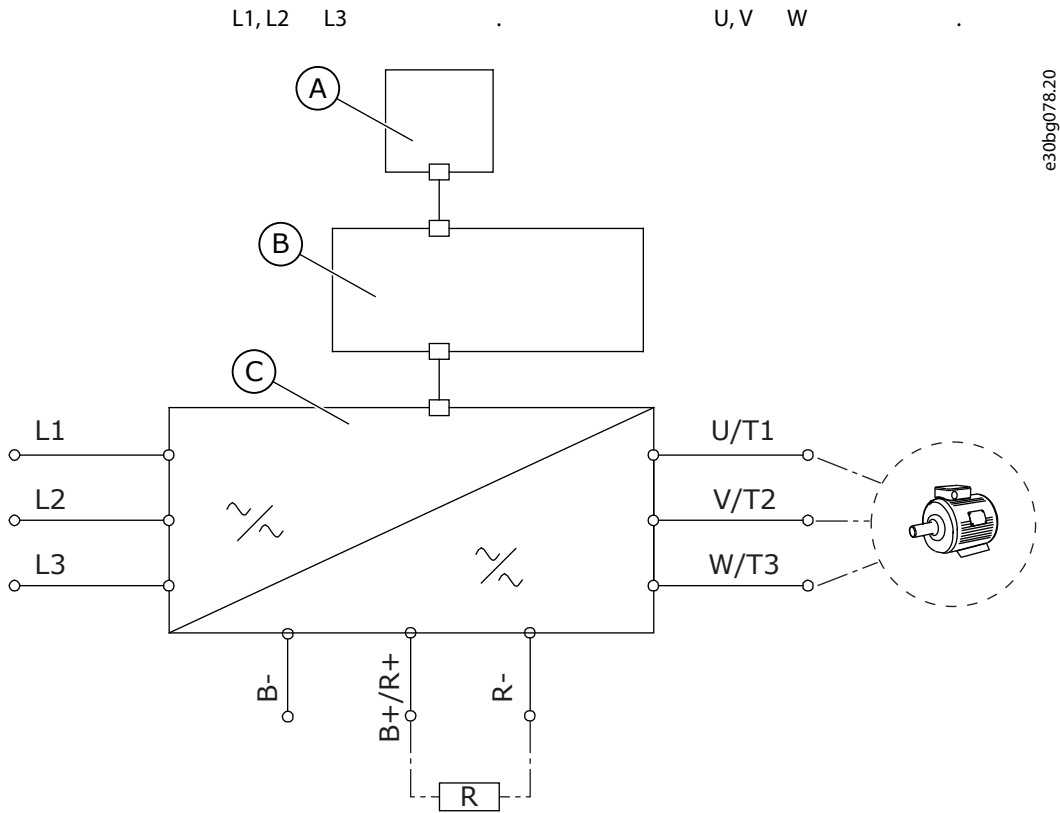 L1, L2 L3 . U, V W .
e30bg078.20
A
B
C
L1
U/T1
L2
V/T2
L3
W/T3
B-
B+/R+
R-
R